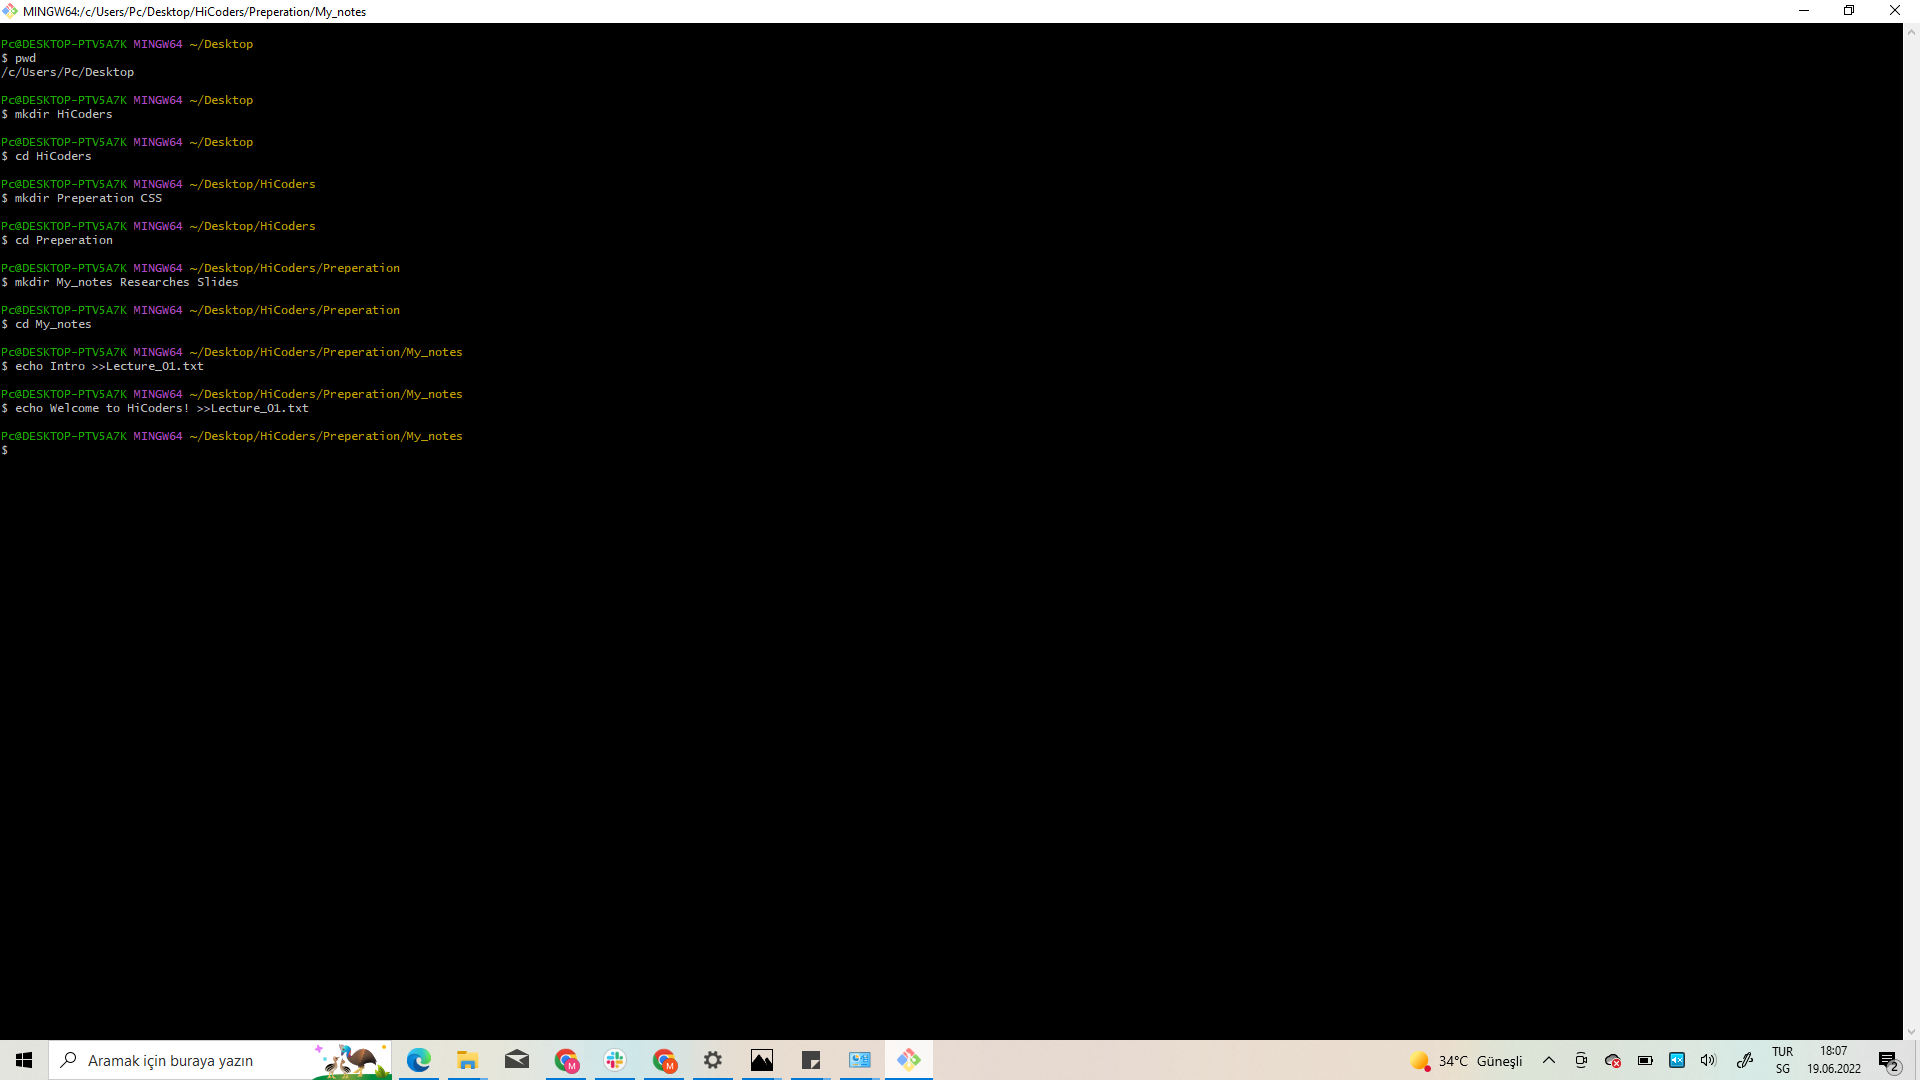 MINGW64:/c/Users/Pc/Desktop/HiCoders/Preperation/My_notes
Pc@DESKTOP-PTV5A7K MINGW64 ~/Desktop
$ pwd
/c/Users/Pc/Desktop
Pc@DESKTOP-PTV5A7K MINGW64 ~/Desktop
$ mkdir HiCoders
Pc@DESKTOP-PTV5A7K MINGW64 ~/Desktop
$ cd HiCoders
Pc@DESKTOP-PTV5A7K MINGW64 ~/Desktop/HiCoders
$ mkdir Preperation CSS
Pc@DESKTOP-PTV5A7K MINGW64 ~/Desktop/HiCoders
$ cd Preperation
Pc@DESKTOP-PTV5A7K MINGW64 ~/Desktop/HiCoders/Preperation
$ mkdir My_notes Researches Slides
Pc@DESKTOP-PTV5A7K MINGW64 ~/Desktop/HiCoders/Preperation
$ cd My_notes
Pc@DESKTOP-PTV5A7K MINGW64 ~/Desktop/HiCoders/Preperation/My_notes
$ echo Intro >>Lecture_01.txt
Pc@DESKTOP-PTV5A7K MINGW64 ~/Desktop/HiCoders/Preperation/My_notes
$ echo Welcome to HiCoders! >>Lecture_01.txt
Pc@DESKTOP-PTV5A7K MINGW64 ~/Desktop/HiCoders/Preperation/My_notes
$
Aramak için buraya yazın
M
M
34°C Güneşli
TUR
SG
18:07
19.06.2022
2